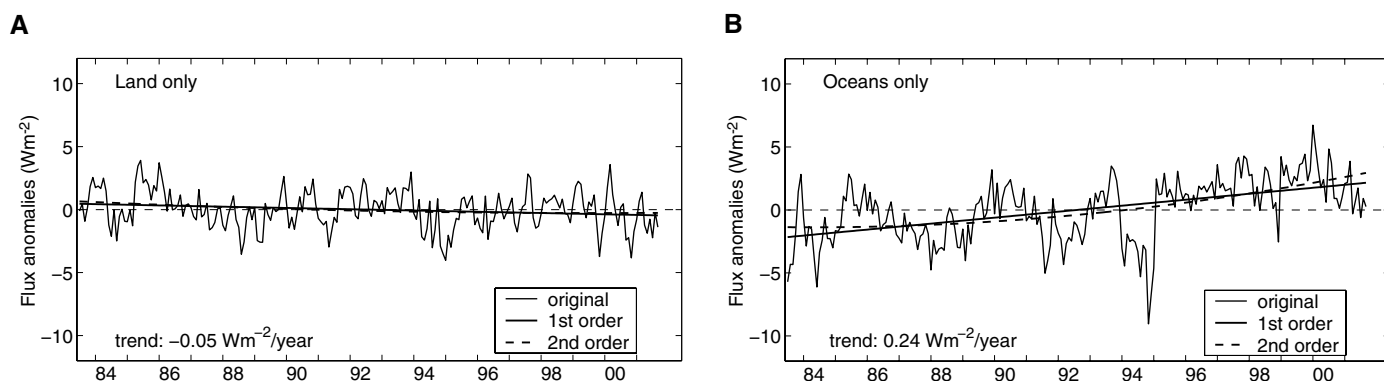 A
Flux anomalies (Wm-2)
10
5
0
−5
−10
Land only
trend: −0.05 Wm−2/year
original
1st order
2nd order
84 86 88 90 92 94 96 98 00
B
Flux anomalies (Wm-2)
10
5
0
−5
−10
Oceans only
trend: 0.24 Wm−2/year
original
1st order
2nd order
84 86 88 90 92 94 96 98 00